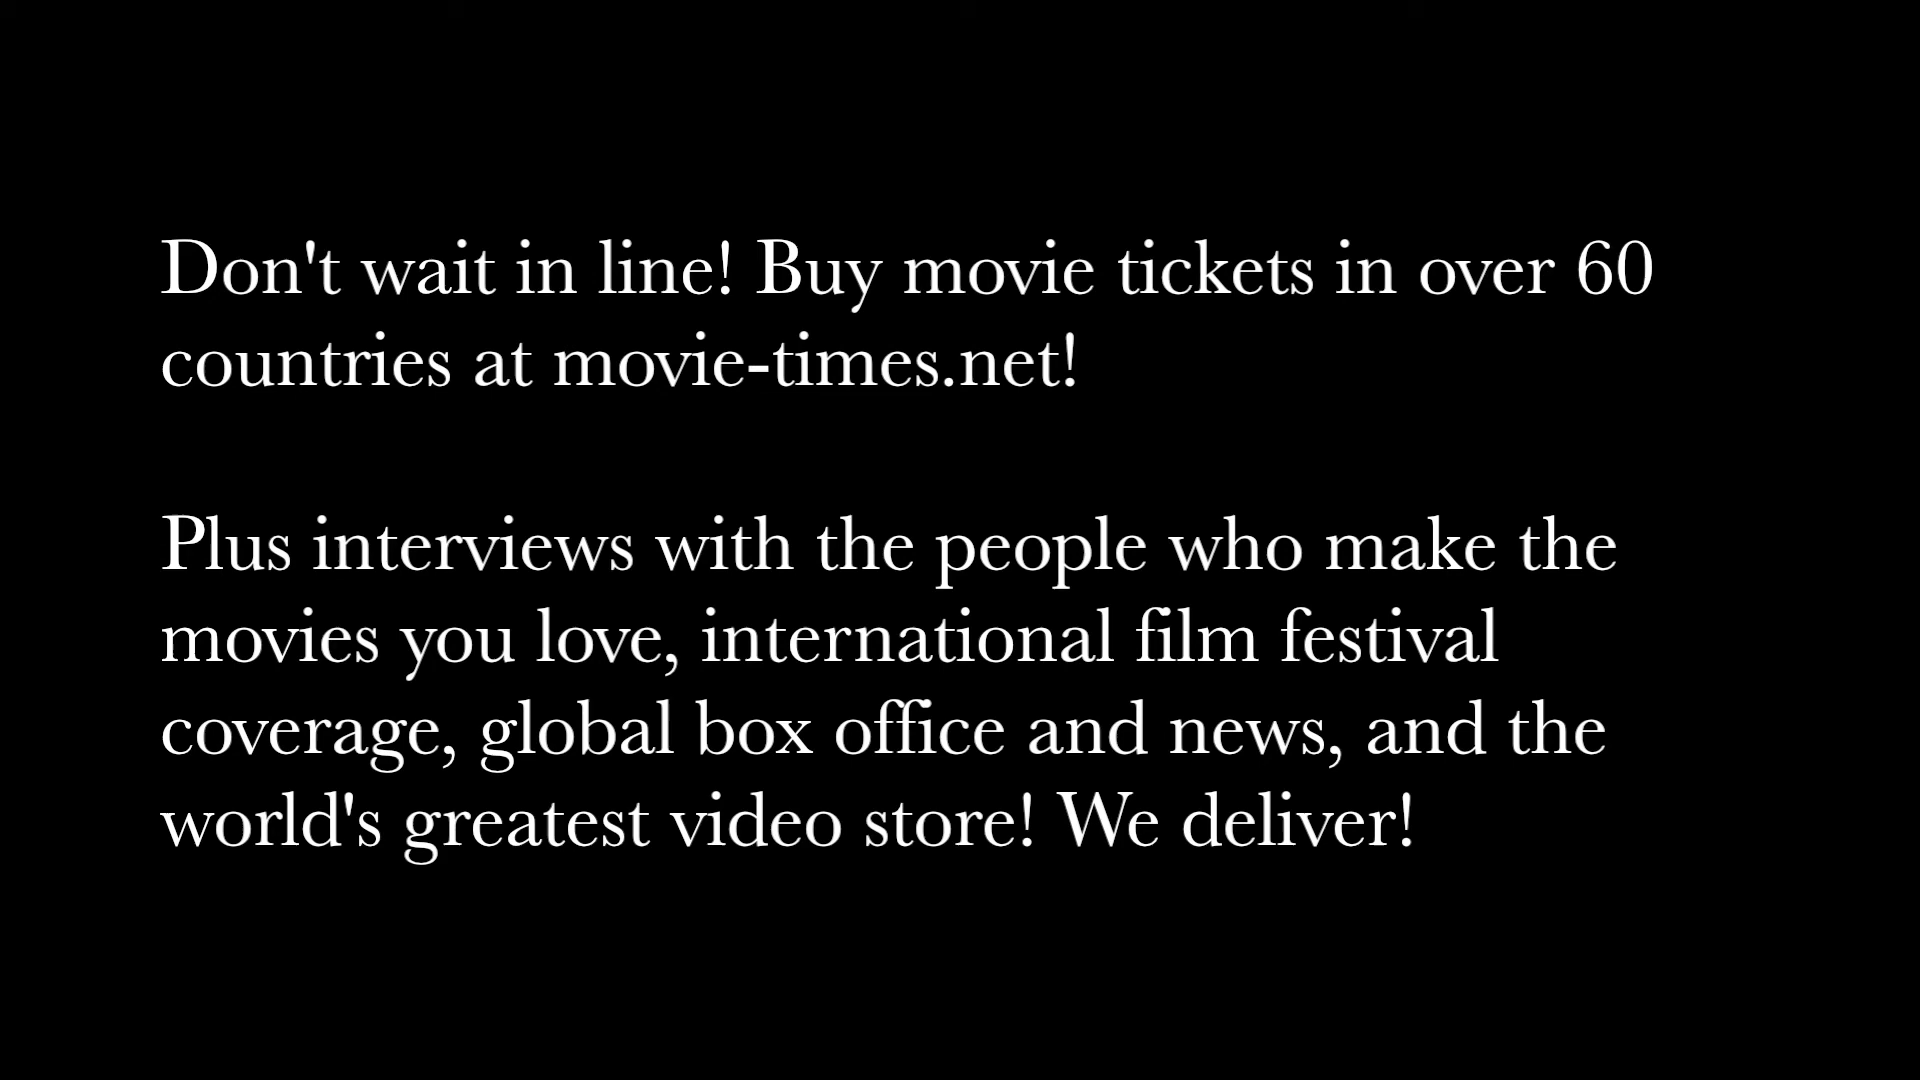 Don't wait in line! Buy movie tickets in over 60
countries at movie-times.net!
Plus interviews with the people who make the
movies you love, international film festival
coverage, global box office and news, and the
world's greatest video store! We deliver!